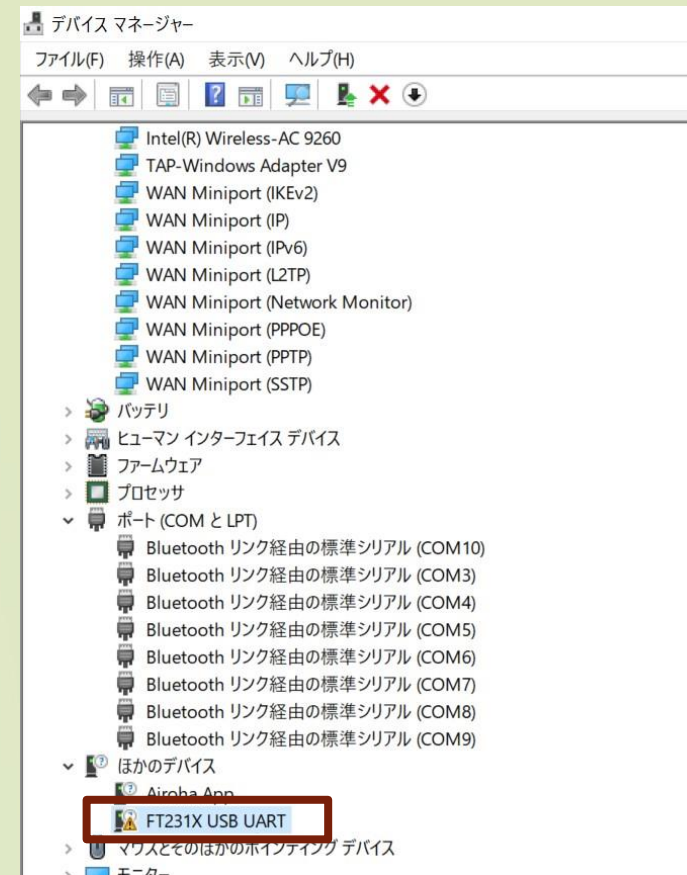 デバイス マネージャー
ファイル(F) 操作(A) 表示(V) ヘルプ(H)
Intel(R) Wireless-AC 9260
TAP-Windows Adapter V9
WAN Miniport (IKEv2)
WAN Miniport (IP)
WAN Miniport (IPv6)
WAN Miniport (L2TP)
WAN Miniport (Network Monitor)
WAN Miniport (PPPOE)
WAN Miniport (PPTP)
WAN Miniport (SSTP)
バッテリ
ヒューマン インターフェイス デバイス
ファームウェア
プロセッサ
ポート (COM と LPT)
Bluetooth リンク経由の標準シリアル (COM10)
Bluetooth リンク経由の標準シリアル (COM3)
Bluetooth リンク経由の標準シリアル (COM4)
Bluetooth リンク経由の標準シリアル (COM5)
Bluetooth リンク経由の標準シリアル (COM6)
Bluetooth リンク経由の標準シリアル (COM7)
Bluetooth リンク経由の標準シリアル (COM8)
Bluetooth リンク経由の標準シリアル (COM9)
ほかのデバイス
Airoha App
FT231X USB UART
マウスとそのほかのポインティング デバイス
モニター